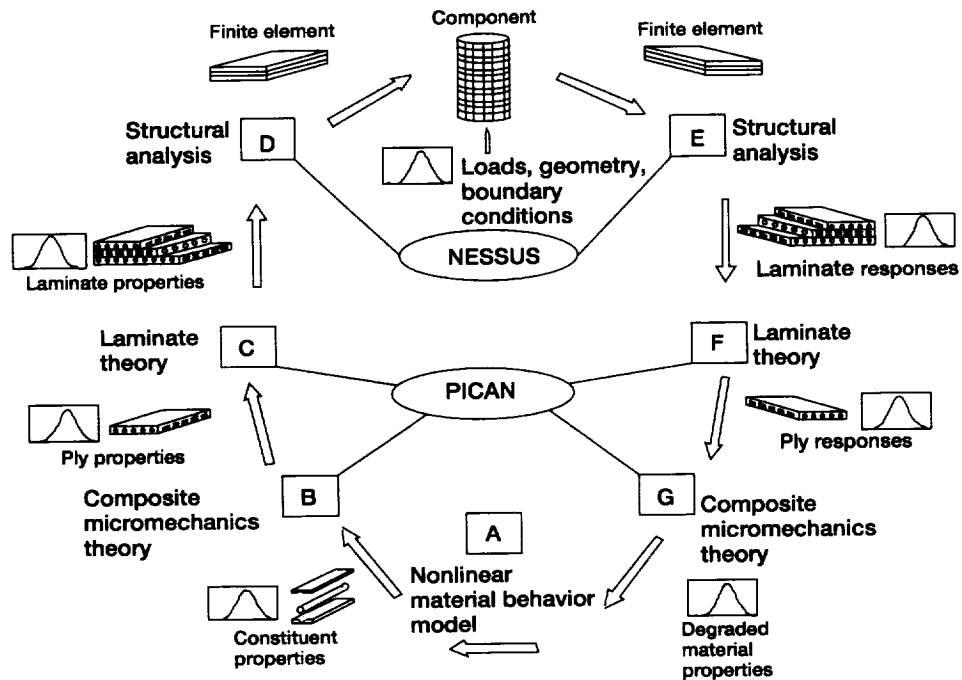 Component
Finite element
Finite element
Structural
analysis
D
E
Structural
analysis
Loads, geometry,
boundary
conditions
NESSUS
Laminate properties
Laminate responses
Laminate
theory
C
F
Laminate
theory
PICAN
Ply properties
Ply responses
B
G
Composite
micromechanics
theory
A
Composite
micromechanics
theory
Nonlinear
material behavior
model
Constituent
properties
Degraded
material
properties